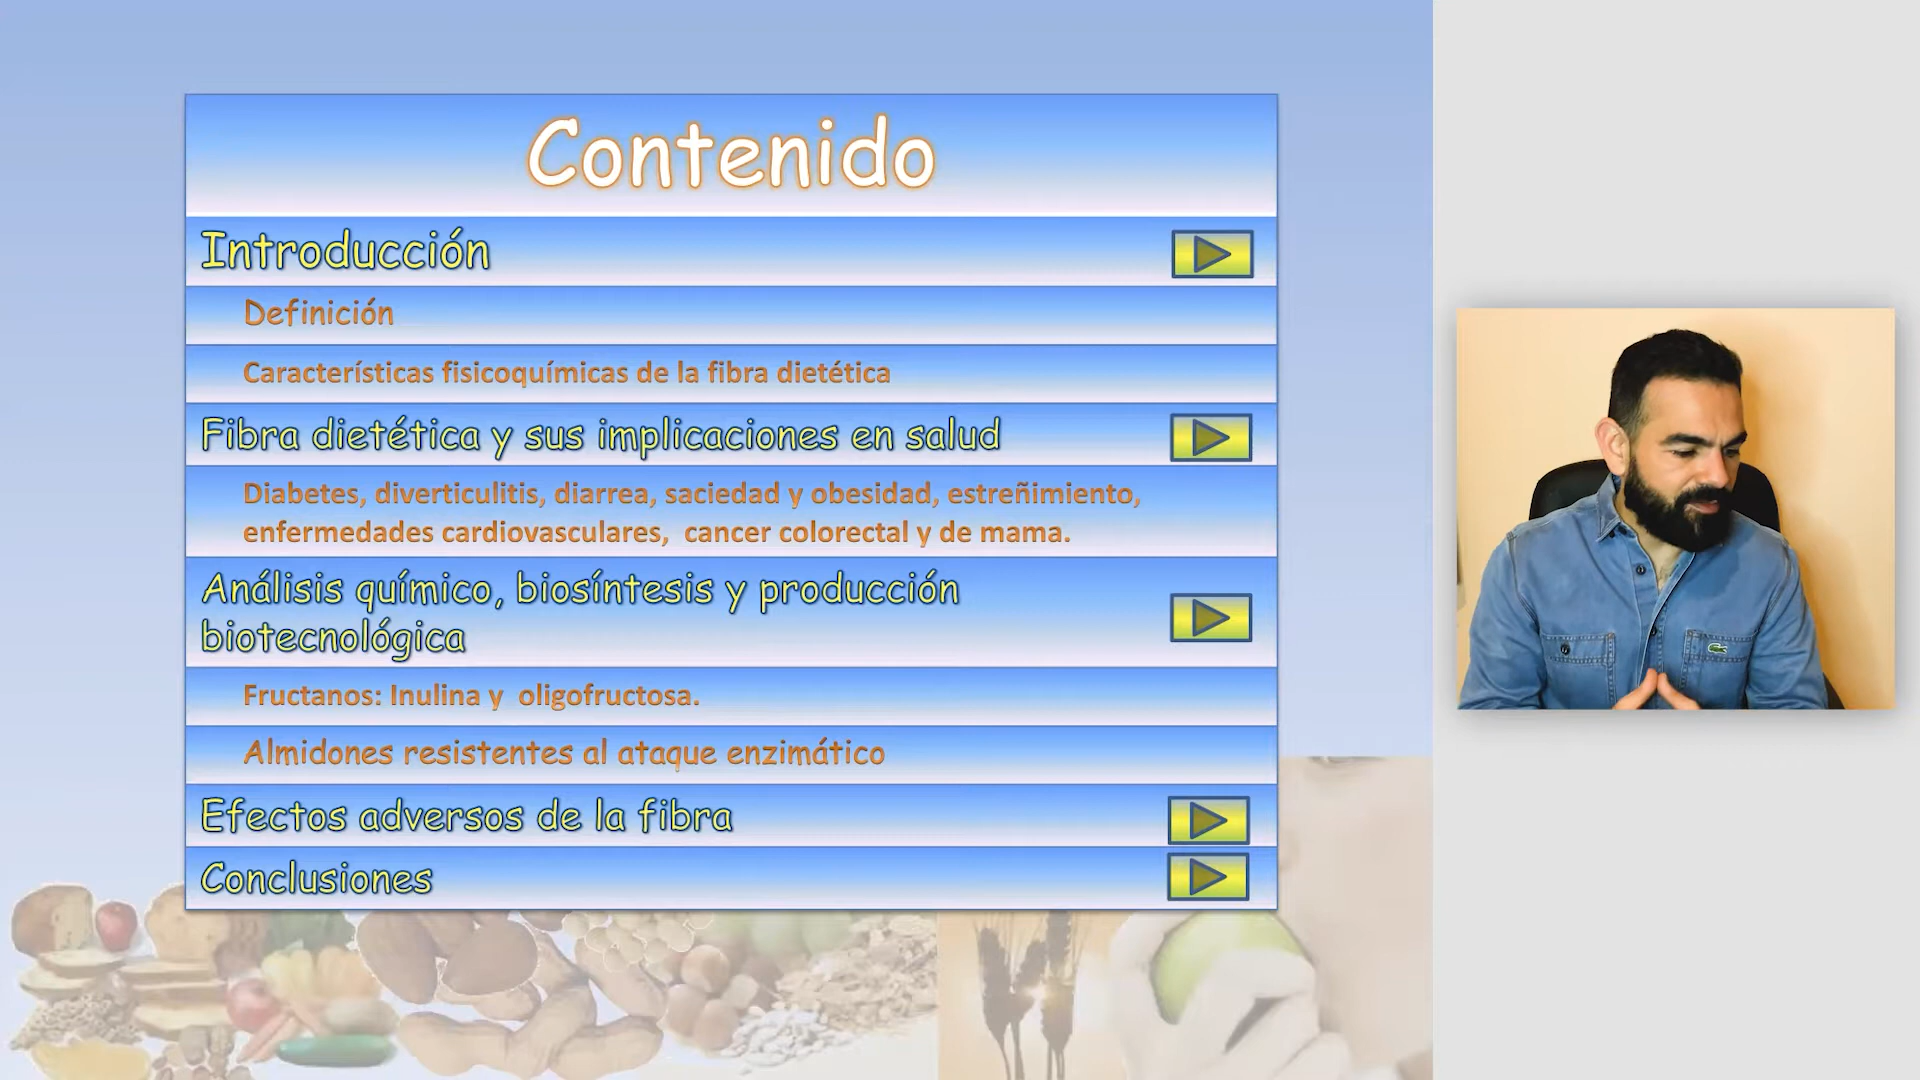 Contenido
Introducción
Definición
Características fisicoquímicas de la fibra dietética
Fibra dietética y sus implicaciones en salud
Diabetes, diverticulitis, diarrea, saciedad y obesidad, estreñimiento,
enfermedades cardiovasculares, cancer colorectal y de mama.
Análisis químico, biosíntesis y producción
biotecnológica
Fructanos: Inulina y oligofructosa.
Almidones resistentes al ataque enzimático
Efectos adversos de la fibra
Conclusiones